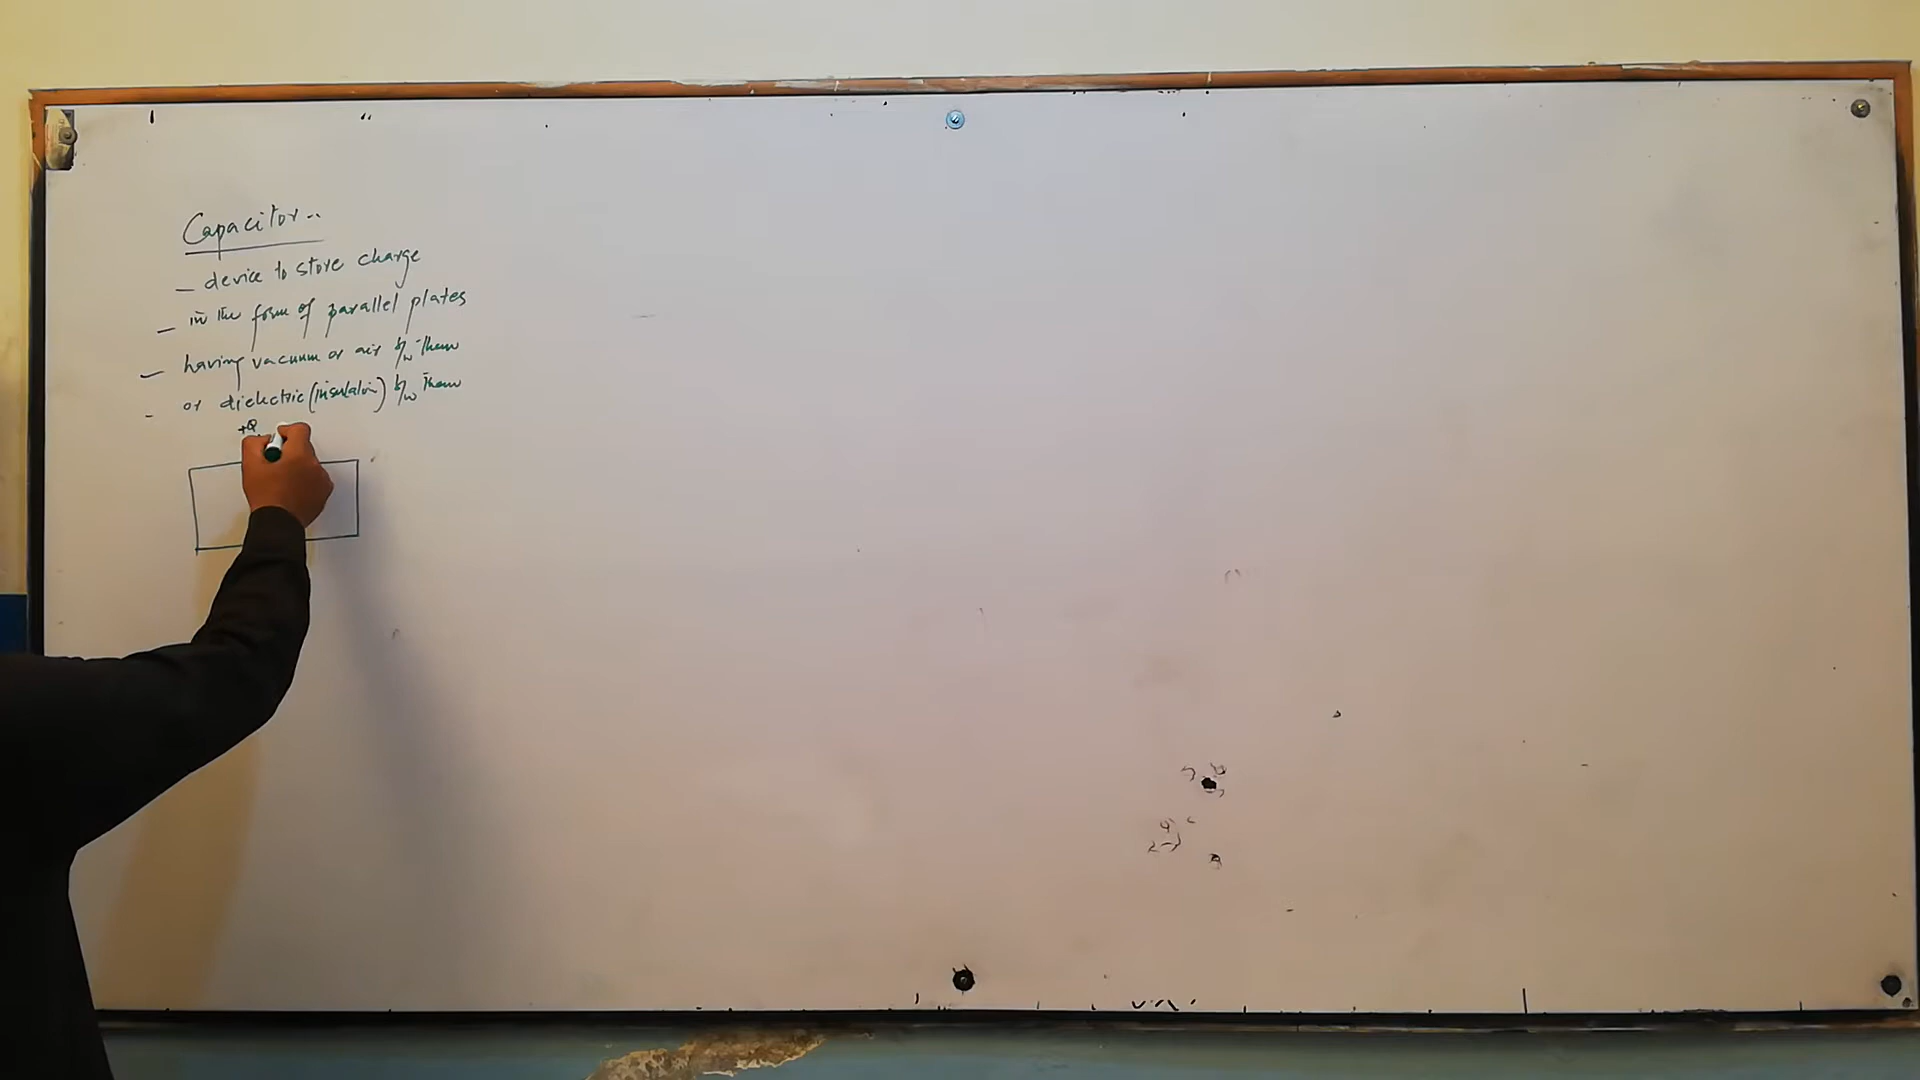 Capacitor..
— device to store charge
— in the form of parallel plates
— having vacuum or air b/w them
- or dielectric (insulator) b/w them
+Q